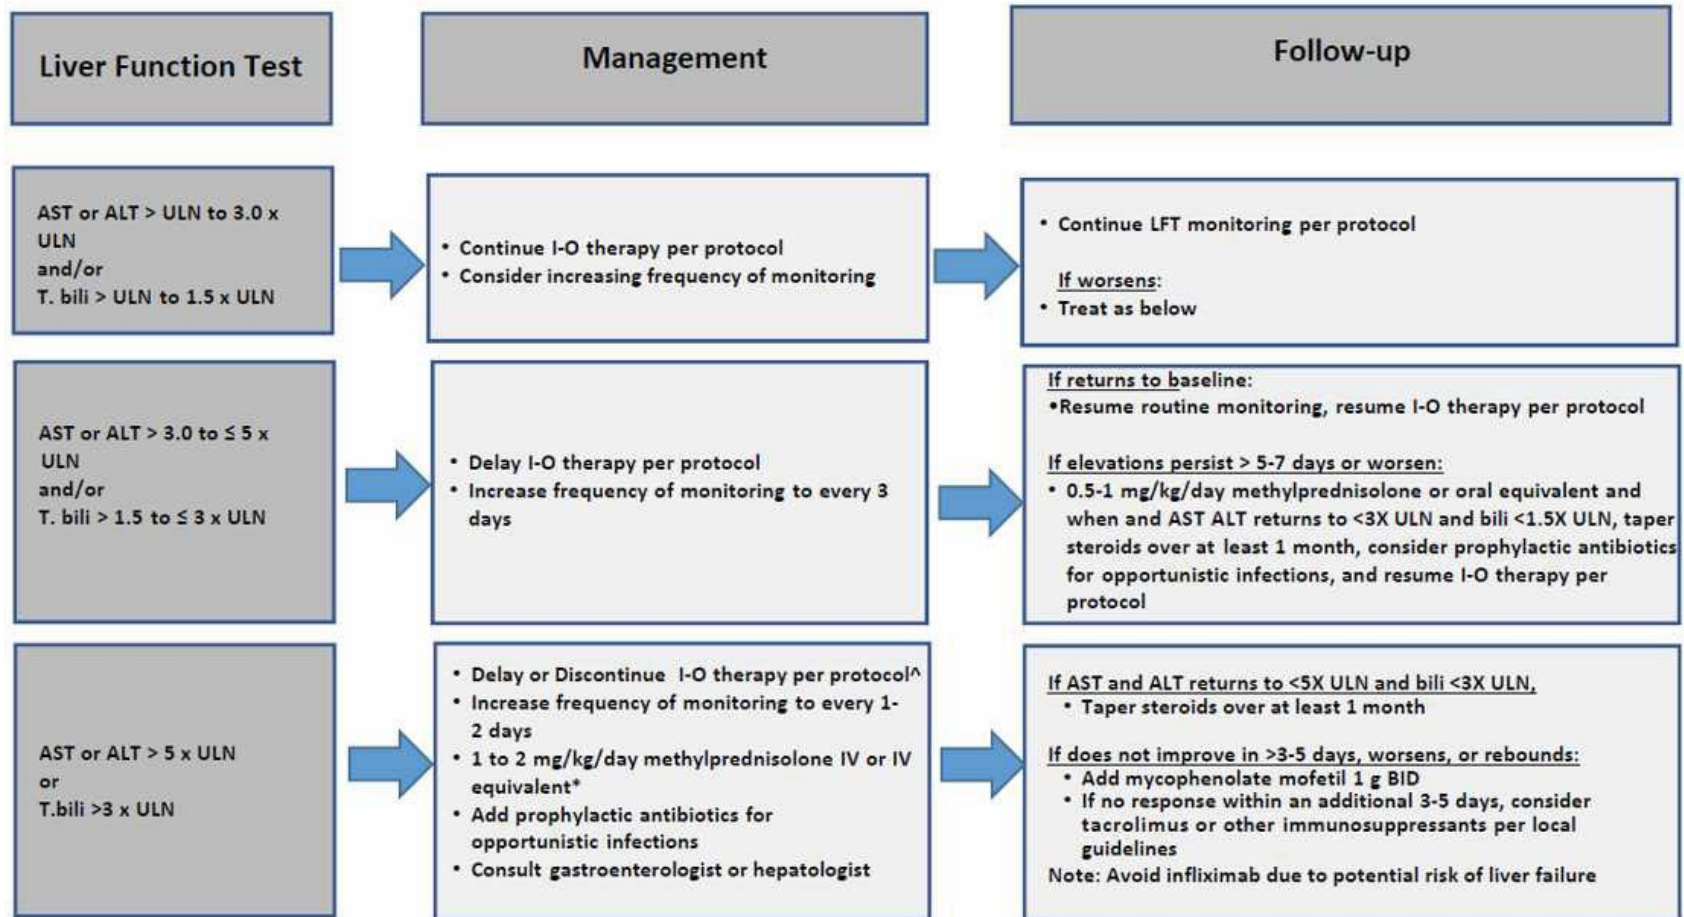 Liver Function Test
Management
Follow-up
AST or ALT > ULN to 3.0 x
ULN
and/or
T. bili > ULN to 1.5 x ULN
• Continue I-O therapy per protocol
• Consider increasing frequency of monitoring
• Continue LFT monitoring per protocol
If worsens:
• Treat as below
AST or ALT > 3.0 to ≤ 5 x
ULN
and/or
T. bili > 1.5 to ≤ 3 x ULN
• Delay I-O therapy per protocol
• Increase frequency of monitoring to every 3
days
If returns to baseline:
•Resume routine monitoring, resume I-O therapy per protocol
If elevations persist > 5-7 days or worsen:
• 0.5-1 mg/kg/day methylprednisolone or oral equivalent and
when and AST ALT returns to <3X ULN and bili <1.5X ULN, taper
steroids over at least 1 month, consider prophylactic antibiotics
for opportunistic infections, and resume I-O therapy per
protocol
AST or ALT > 5 x ULN
or
T.bili >3 x ULN
• Delay or Discontinue I-O therapy per protocol^
• Increase frequency of monitoring to every 1-
2 days
• 1 to 2 mg/kg/day methylprednisolone IV or IV
equivalent*
• Add prophylactic antibiotics for
opportunistic infections
• Consult gastroenterologist or hepatologist
If AST and ALT returns to <5X ULN and bili <3X ULN,
• Taper steroids over at least 1 month
If does not improve in >3-5 days, worsens, or rebounds:
• Add mycophenolate mofetil 1 g BID
• If no response within an additional 3-5 days, consider
tacrolimus or other immunosuppressants per local
guidelines
Note: Avoid infliximab due to potential risk of liver failure